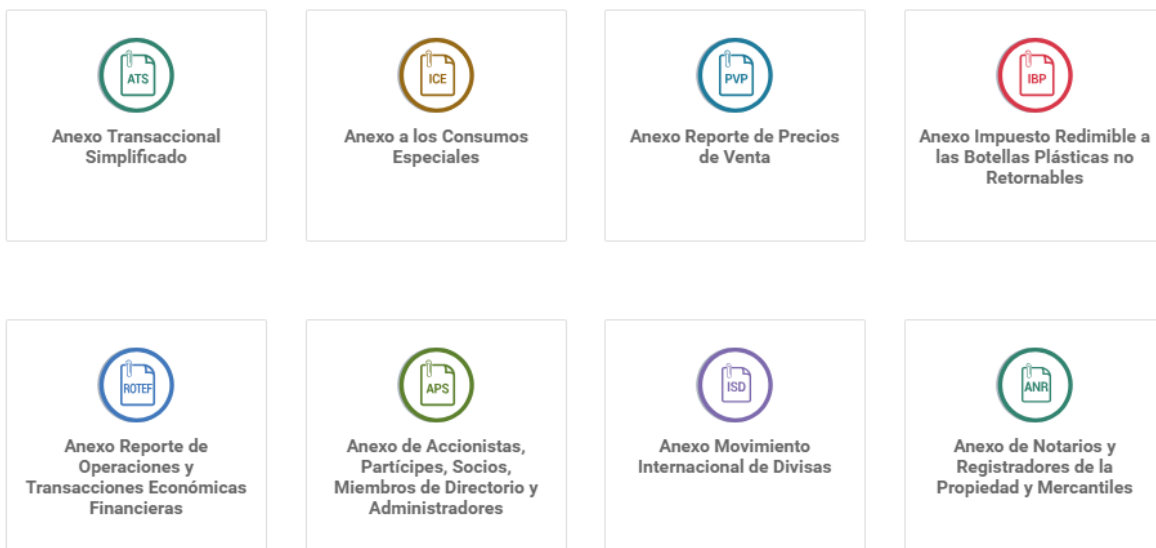 ATS
Anexo Transaccional
Simplificado
ICE
Anexo a los Consumos
Especiales
PVP
Anexo Reporte de Precios
de Venta
IBP
Anexo Impuesto Redimible a
las Botellas Plásticas no
Retornables
ROTEF
Anexo Reporte de
Operaciones y
Transacciones Económicas
Financieras
APS
Anexo de Accionistas,
Partícipes, Socios,
Miembros de Directorio y
Administradores
ISD
Anexo Movimiento
Internacional de Divisas
ANR
Anexo de Notarios y
Registradores de la
Propiedad y Mercantiles